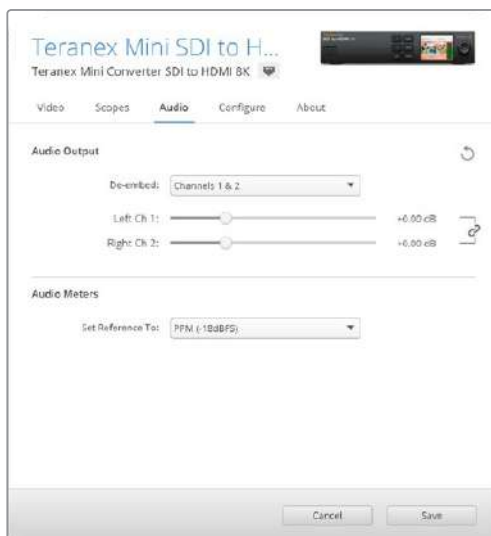 Teranex Mini SDI to H...
Teranex Mini Converter SDI to HDMI 8K
Video Scopes Audio Configure About
Audio Output
De-embed: Channels 1 & 2
Left Ch 1: +6.00 dB
Right Ch 2: +6.00 dB
Audio Meters
Set Reference To: PPM (-18dBFS)
Cancel Save